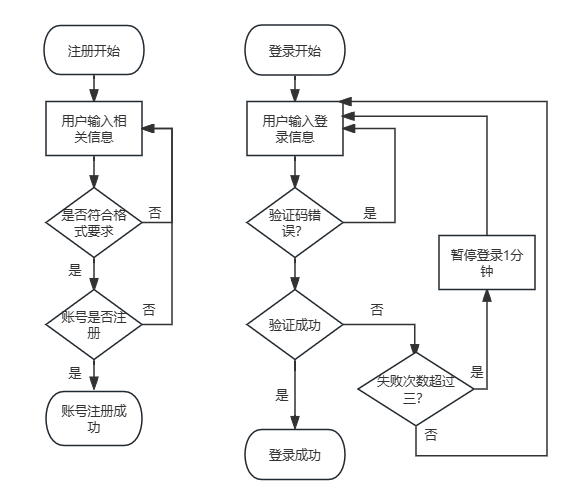 注册开始
用户输入相
关信息
是否符合格
式要求
否
是
账号是否注
册
否
是
账号注册成
功
登录开始
用户输入登
录信息
验证码错
误?
是
验证成功
否
是
登录成功
暂停登录1分
钟
失败次数超过
三?
是
否